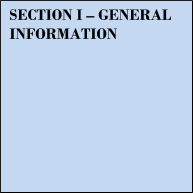 SECTION I – GENERAL
INFORMATION